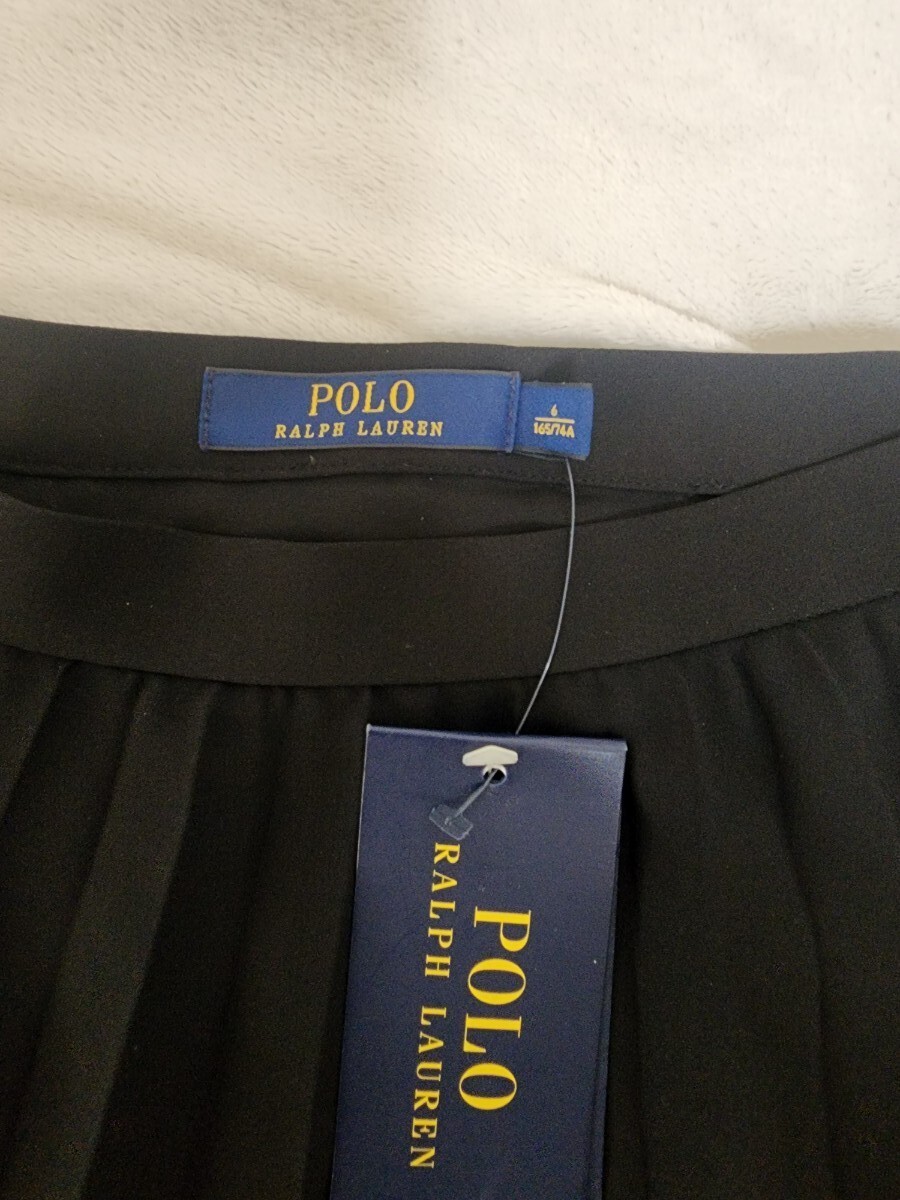 POLO
RALPH LAUREN
6
165/74A
POLO
RALPH LAUREN